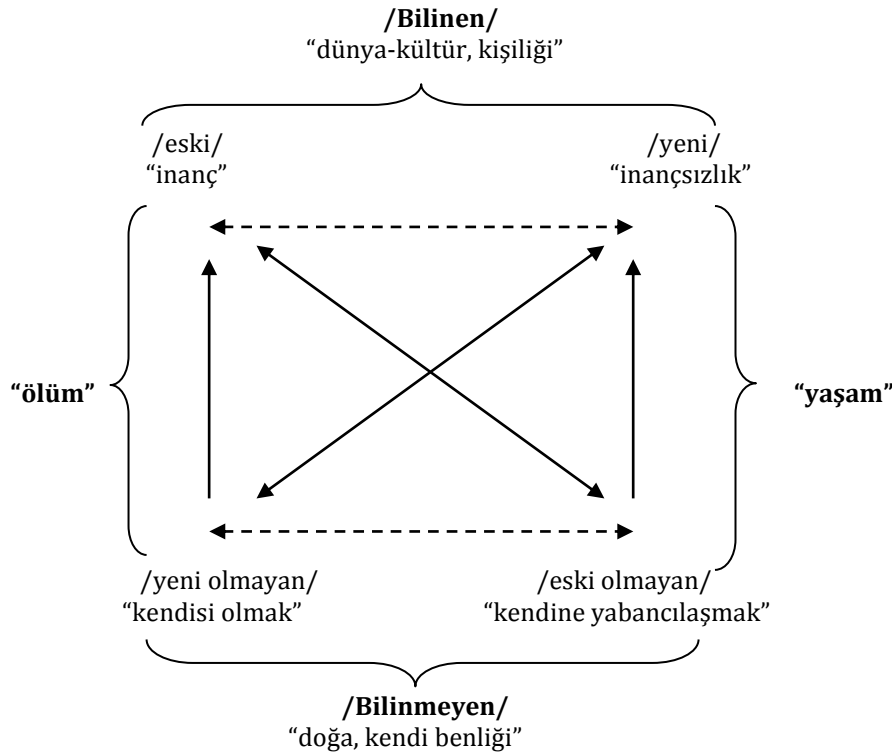 /Bilinen/
“dünya-kültür, kişiliği”
/eski/
“inanç”
/yeni/
“inançsızlık”
“ölüm”
“yaşam”
/yeni olmayan/
“kendisi olmak”
/eski olmayan/
“kendine yabancılaşmak”
/Bilinmeyen/
“doğa, kendi benliği”